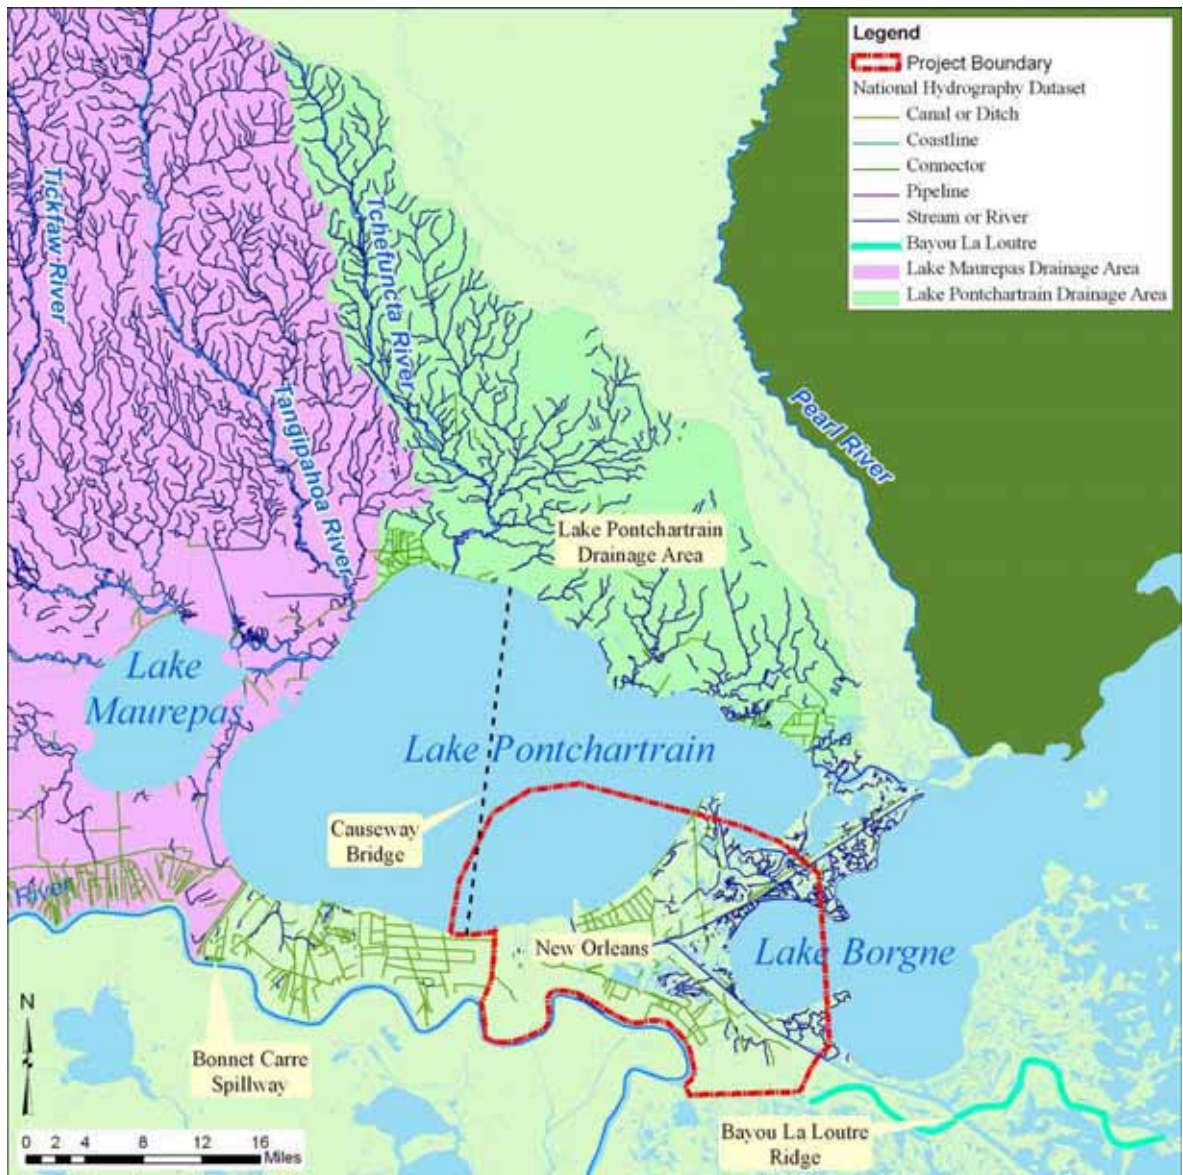 Legend
Project Boundary
National Hydrography Dataset
Canal or Ditch
Coastline
Connector
Pipeline
Stream or River
Bayou La Loutre
Lake Maurepas Drainage Area
Lake Pontchartrain Drainage Area
Tickfaw River
Tchefuncta River
Tangipahoa River
Pearl River
Lake Pontchartrain
Drainage Area
Lake
Maurepas
Lake Pontchartrain
Causeway
Bridge
River
New Orleans
Lake Borgne
N
Bonnet Carre
Spillway
Bayou La Loutre
Ridge
0 2 4 8 12 16
Miles